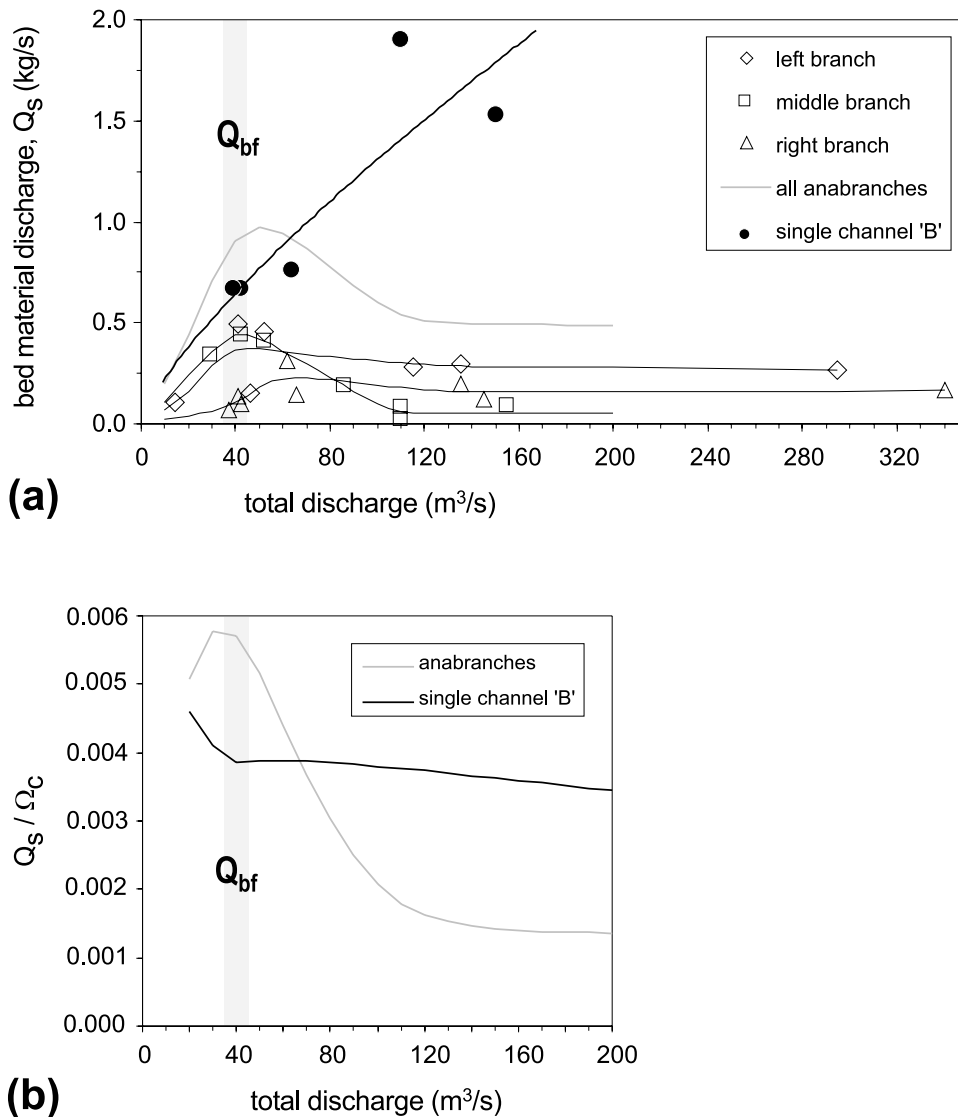 bed material discharge, Qs (kg/s)
2.0
1.5
1.0
0.5
0.0
Qbf
left branch
middle branch
right branch
all anabranches
single channel 'B'
0 40 80 120 160 200 240 280 320
total discharge (m³/s)
(a)
Qs / Ωc
0.006
0.005
0.004
0.003
0.002
0.001
0.000
anabranches
single channel 'B'
Qbf
0 40 80 120 160 200
total discharge (m³/s)
(b)